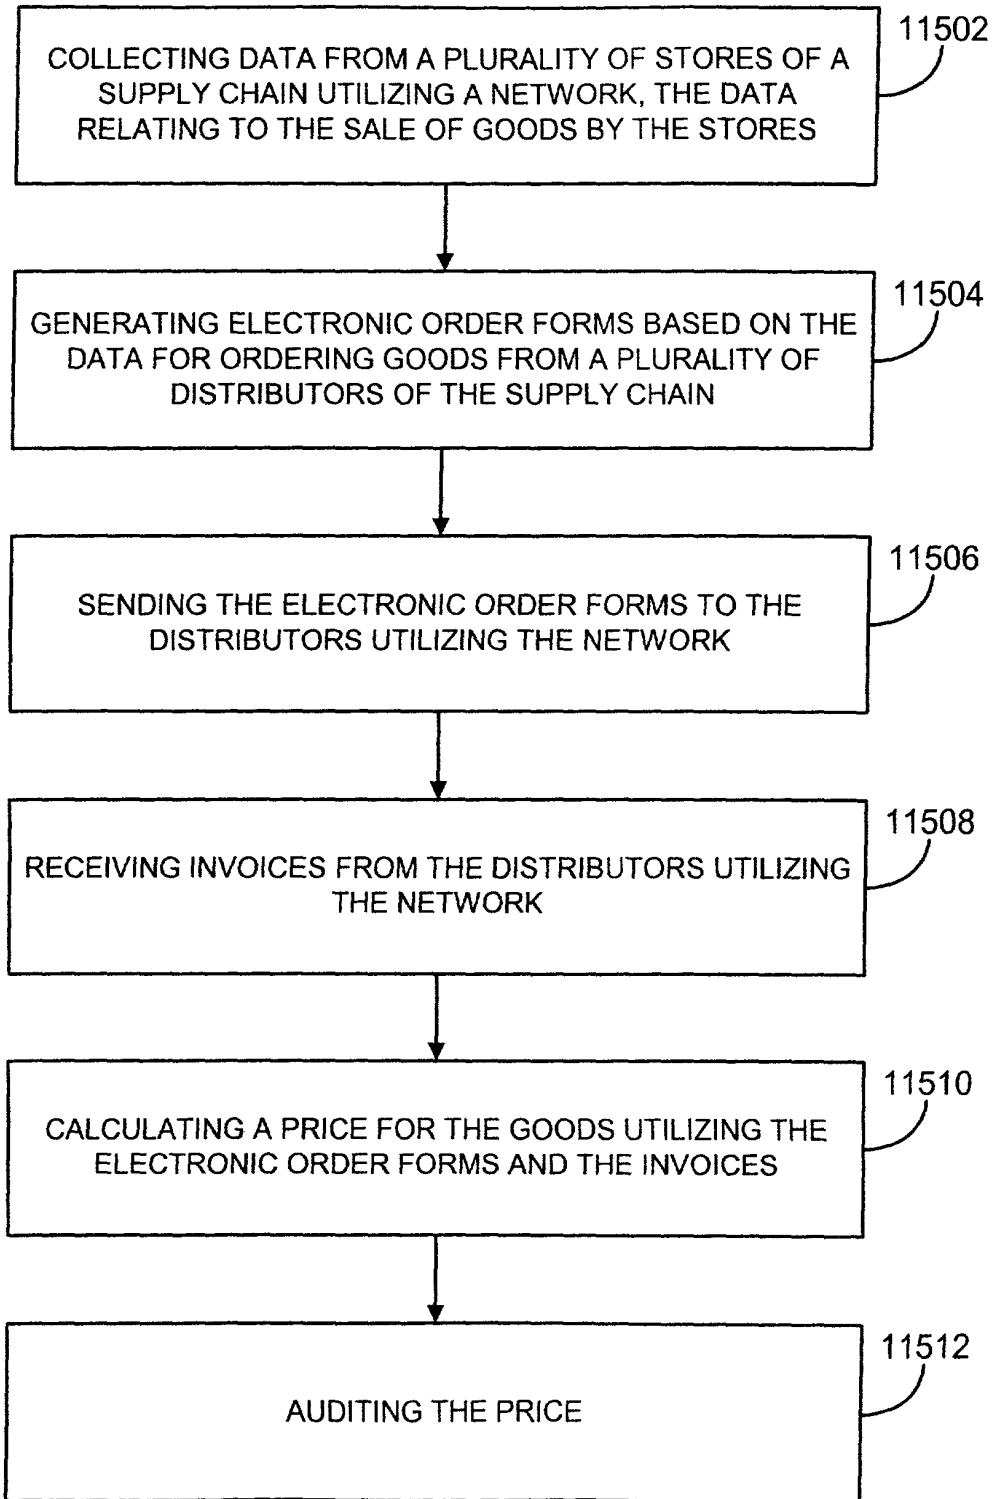 11502
COLLECTING DATA FROM A PLURALITY OF STORES OF A
SUPPLY CHAIN UTILIZING A NETWORK, THE DATA
RELATING TO THE SALE OF GOODS BY THE STORES
11504
GENERATING ELECTRONIC ORDER FORMS BASED ON THE
DATA FOR ORDERING GOODS FROM A PLURALITY OF
DISTRIBUTORS OF THE SUPPLY CHAIN
11506
SENDING THE ELECTRONIC ORDER FORMS TO THE
DISTRIBUTORS UTILIZING THE NETWORK
11508
RECEIVING INVOICES FROM THE DISTRIBUTORS UTILIZING
THE NETWORK
11510
CALCULATING A PRICE FOR THE GOODS UTILIZING THE
ELECTRONIC ORDER FORMS AND THE INVOICES
11512
AUDITING THE PRICE